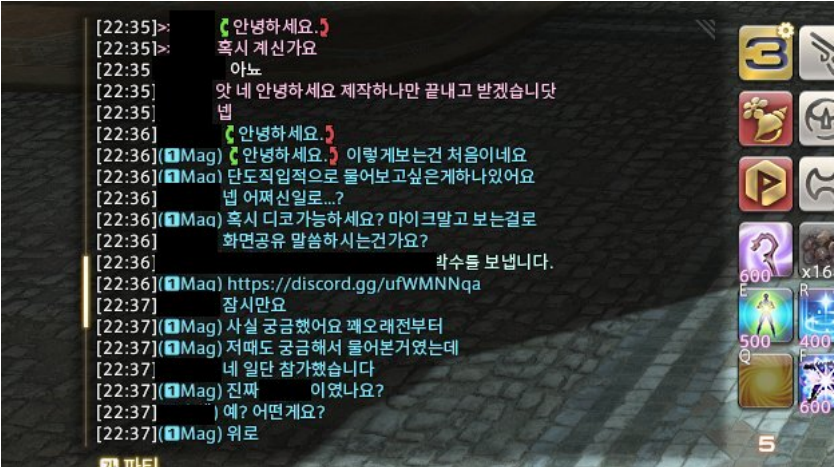 [22:35]>> 안녕하세요.
[22:35]>> 혹시 계신가요
[22:35 아뇨
[22:35] 앗 네 안녕하세요 제작하나만 끝내고 받겠습니닷
[22:35] 넵
[22:36] 안녕하세요.
[22:36](1Mag) 안녕하세요. 이렇게보는건 처음이네요
[22:36](1Mag) 단도직입적으로 물어보고싶은게하나있어요
[22:36] 넵 어쩌신일로...?
[22:36](1Mag) 혹시 디코가능하세요? 마이크말고 보는걸로
[22:36] 화면공유 말씀하시는건가요?
[22:36] 박수를 보냅니다.
[22:36](1Mag) https://discord.gg/ufWMNNqa
[22:37] 잠시만요
[22:37](1Mag) 사실 궁금했어요 꽤오래전부터
[22:37](1Mag) 저때도 궁금해서 물어본거였는데
[22:37] 네 일단 참가했습니다
[22:37](1Mag) 진짜 이였나요?
[22:37] ) 예? 어떤게요?
[22:37](1Mag) 위로
파티
3
600
x16
E
500
R
400
Q
F
600
5